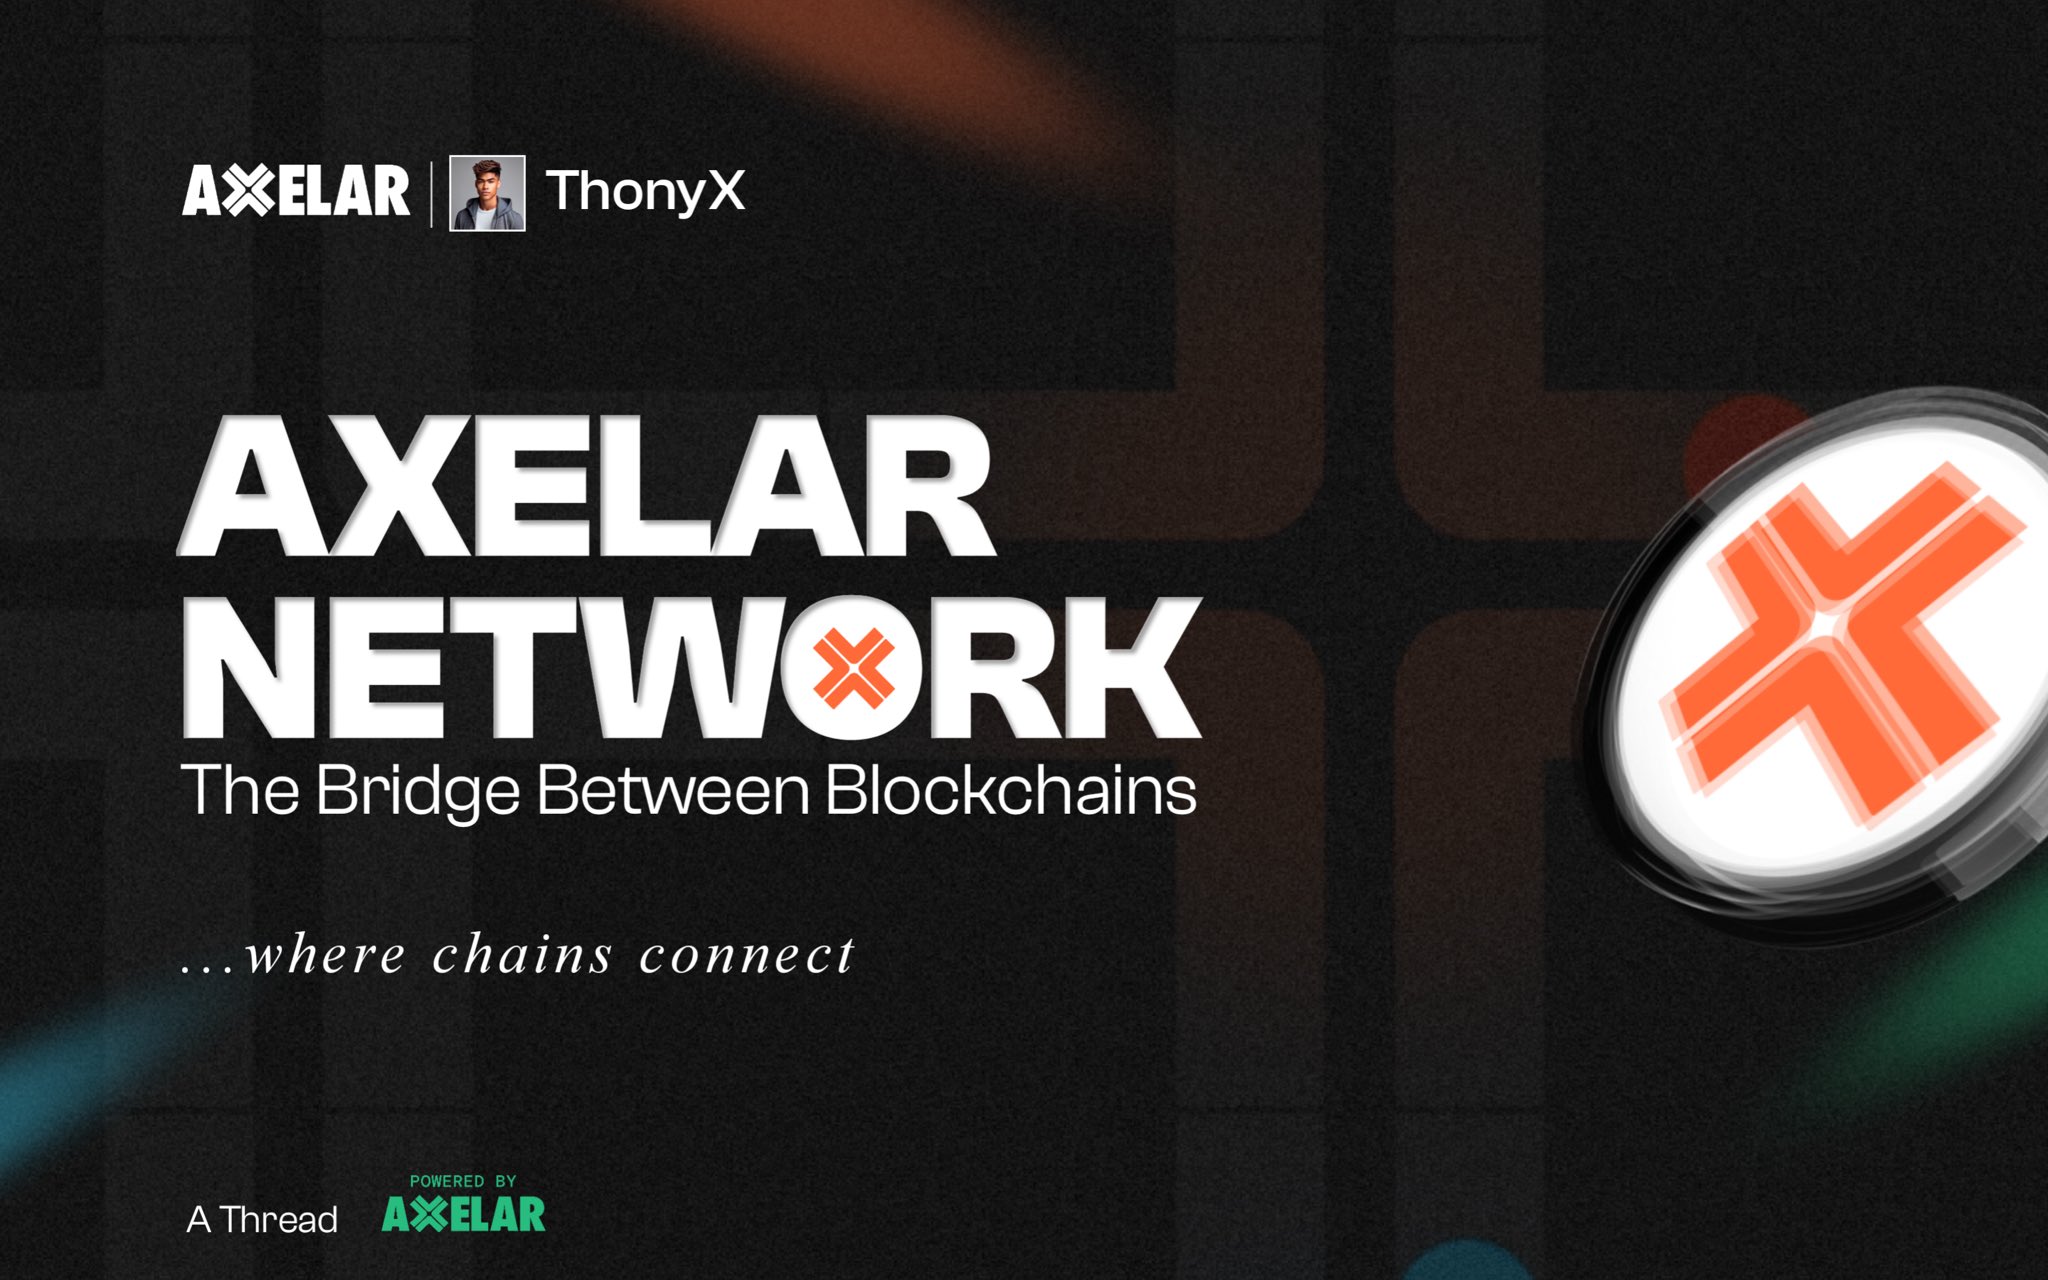 AXELAR | ThonyX
AXELAR
NETWORK
The Bridge Between Blockchains
...where chains connect
POWERED BY
A Thread AXELAR